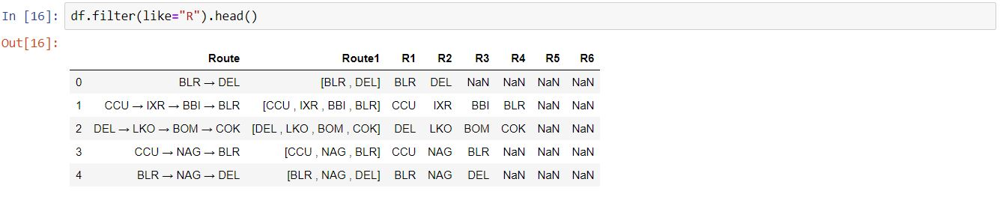 In [16]: df.filter(like="R").head()
Out[16]:
Route Route1 R1 R2 R3 R4 R5 R6
0 BLR → DEL [BLR , DEL] BLR DEL NaN NaN NaN NaN
1 CCU → IXR → BBI → BLR [CCU , IXR , BBI , BLR] CCU IXR BBI BLR NaN NaN
2 DEL → LKO → BOM → COK [DEL , LKO , BOM , COK] DEL LKO BOM COK NaN NaN
3 CCU → NAG → BLR [CCU , NAG , BLR] CCU NAG BLR NaN NaN NaN
4 BLR → NAG → DEL [BLR , NAG , DEL] BLR NAG DEL NaN NaN NaN